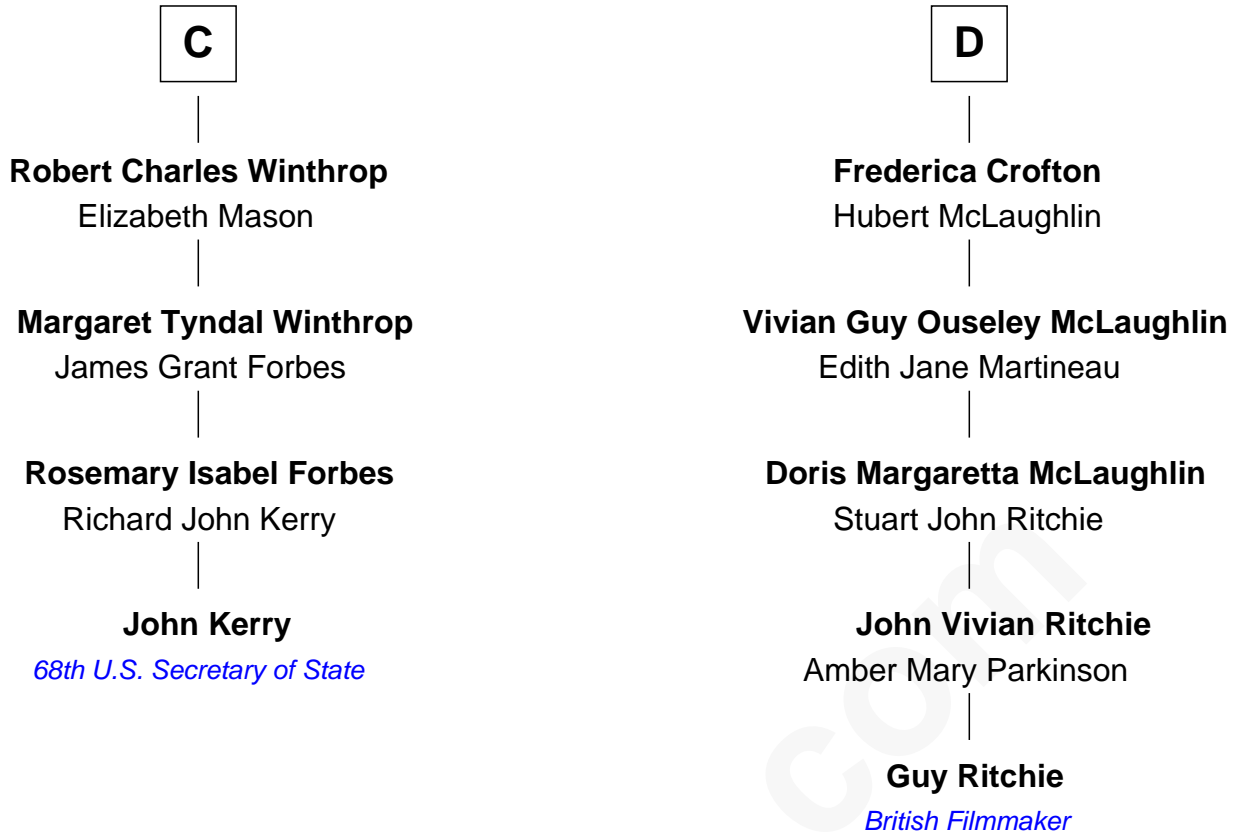 C
Robert Charles Winthrop
Elizabeth Mason
Margaret Tyndal Winthrop
James Grant Forbes
Rosemary Isabel Forbes
Richard John Kerry
John Kerry
68th U.S. Secretary of State
D
Frederica Crofton
Hubert McLaughlin
Vivian Guy Ouseley McLaughlin
Edith Jane Martineau
Doris Margaretta McLaughlin
Stuart John Ritchie
John Vivian Ritchie
Amber Mary Parkinson
Guy Ritchie
British Filmmaker
com